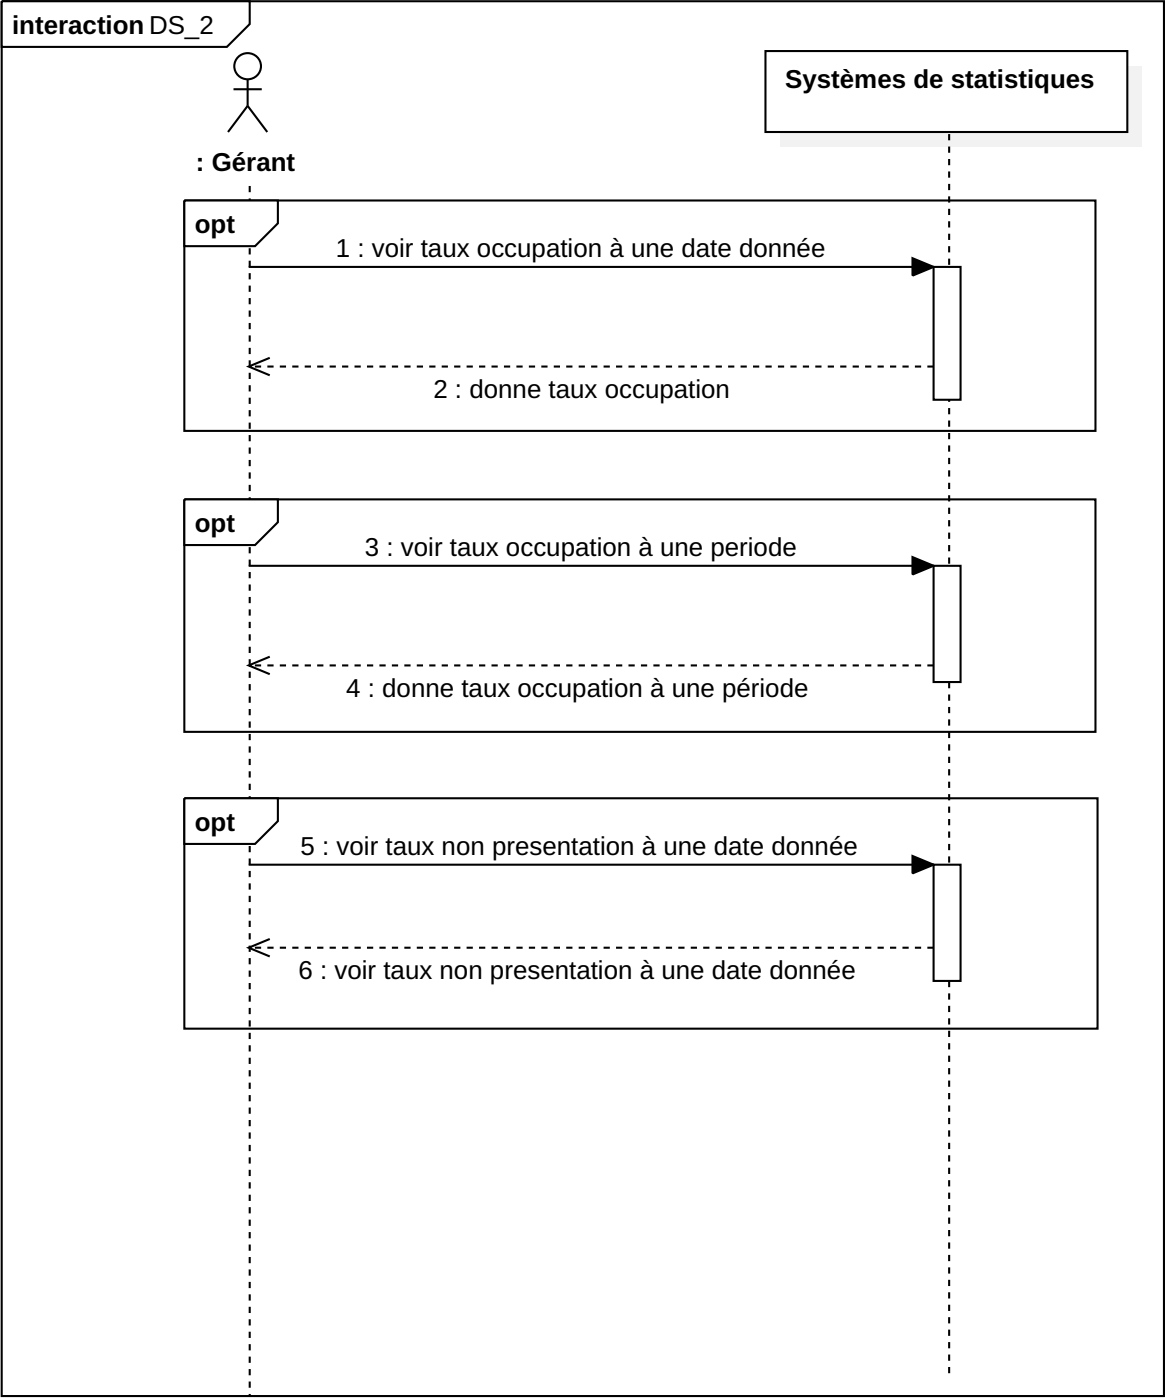 interaction DS_2
Systèmes de statistiques
: Gérant
opt
1 : voir taux occupation à une date donnée
2 : donne taux occupation
opt
3 : voir taux occupation à une periode
4 : donne taux occupation à une période
opt
5 : voir taux non presentation à une date donnée
6 : voir taux non presentation à une date donnée